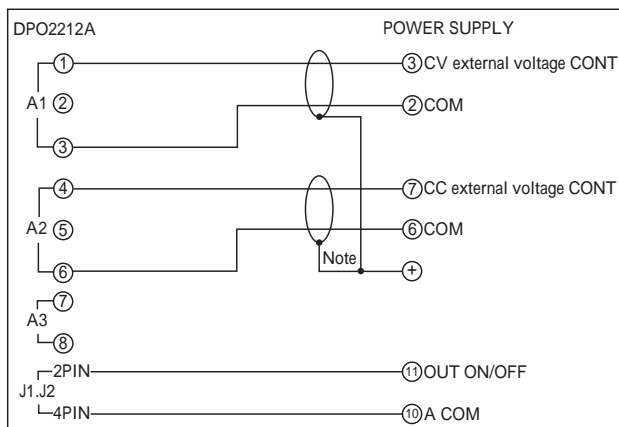 DPO2212A POWER SUPPLY
① ③CV external voltage CONT
A1 ② ②COM
③
④ ⑦CC external voltage CONT
A2 ⑤ ⑥COM
⑥ Note ⊕
⑦
A3
⑧
2PIN ⑪OUT ON/OFF
J1.J2
4PIN ⑩A COM